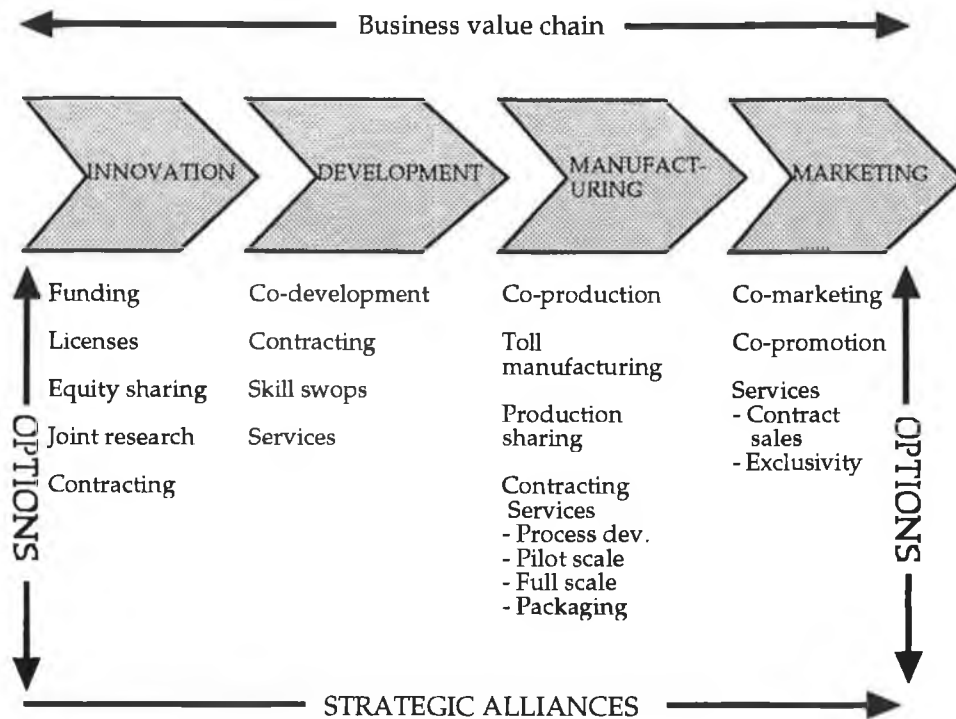 Business value chain
INNOVATION
DEVELOPMENT
MANUFACT-
URING
MARKETING
OPTIONS
Funding
Licenses
Equity sharing
Joint research
Contracting
Co-development
Contracting
Skill swops
Services
Co-production
Toll
manufacturing
Production
sharing
Contracting
Services
- Process dev.
- Pilot scale
- Full scale
- Packaging
Co-marketing
Co-promotion
Services
- Contract
sales
- Exclusivity
OPTIONS
STRATEGIC ALLIANCES